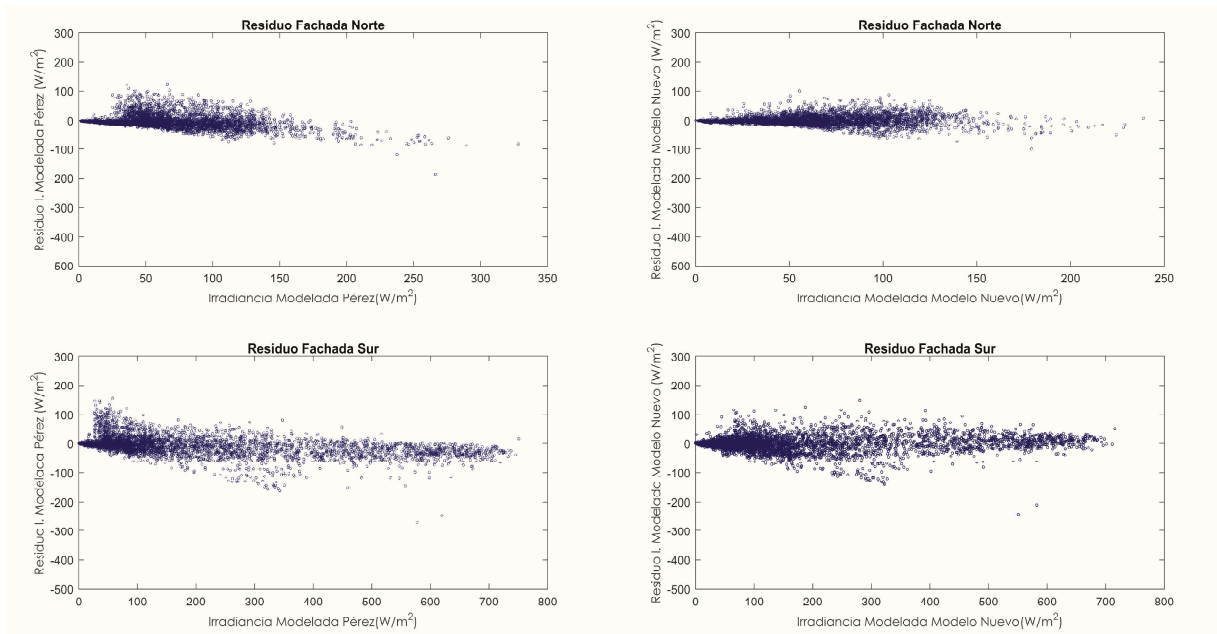 Residuo Fachada Norte
300
200
100
0
-100
200
-300
-400
600
0 50 100 150 200 250 300 350
Residuo I. Modelada Pérez (W/m²)
Irradiancia Modelada Pérez(W/m²)
Residuo Fachada Norte
300
200
100
0
-100
-200
-300
-400
600
0 50 100 150 200 250
Residuo I. Modelada Modelo Nuevo (W/m²)
Irradiancia Modelada Modelo Nuevo(W/m²)
Residuo Fachada Sur
300
200
100
0
-100
-200
-300
-400
-500
0 100 200 300 400 500 600 700 800
Residuc I. Modelaca Pérez (W/m²)
Irradiancia Modelada Pérez(W/m²)
Residuo Fachada Sur
300
200
100
0
-100
-200
-300
-400
-500
0 100 200 300 400 500 600 700 800
Residuo I. Modeladc Modelo Nuevo (W/m²)
Irradiancia Modelada Modelo Nuevo(W/m²)